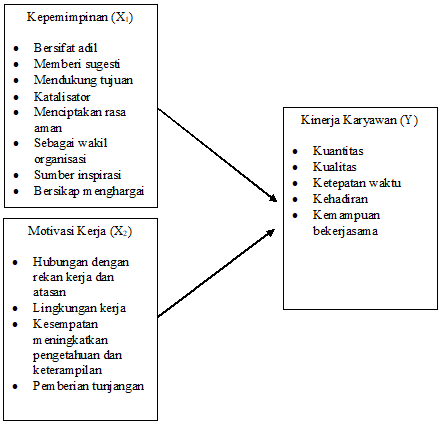 Kepemimpinan (X1)
• Bersifat adil
• Memberi sugesti
• Mendukung tujuan
• Katalisator
• Menciptakan rasa
aman
• Sebagai wakil
organisasi
• Sumber inspirasi
• Bersikap menghargai
Motivasi Kerja (X2)
• Hubungan dengan
rekan kerja dan
atasan
• Lingkungan kerja
• Kesempatan
meningkatkan
pengetahuan dan
keterampilan
• Pemberian tunjangan
Kinerja Karyawan (Y)
• Kuantitas
• Kualitas
• Ketepatan waktu
• Kehadiran
• Kemampuan
bekerjasama